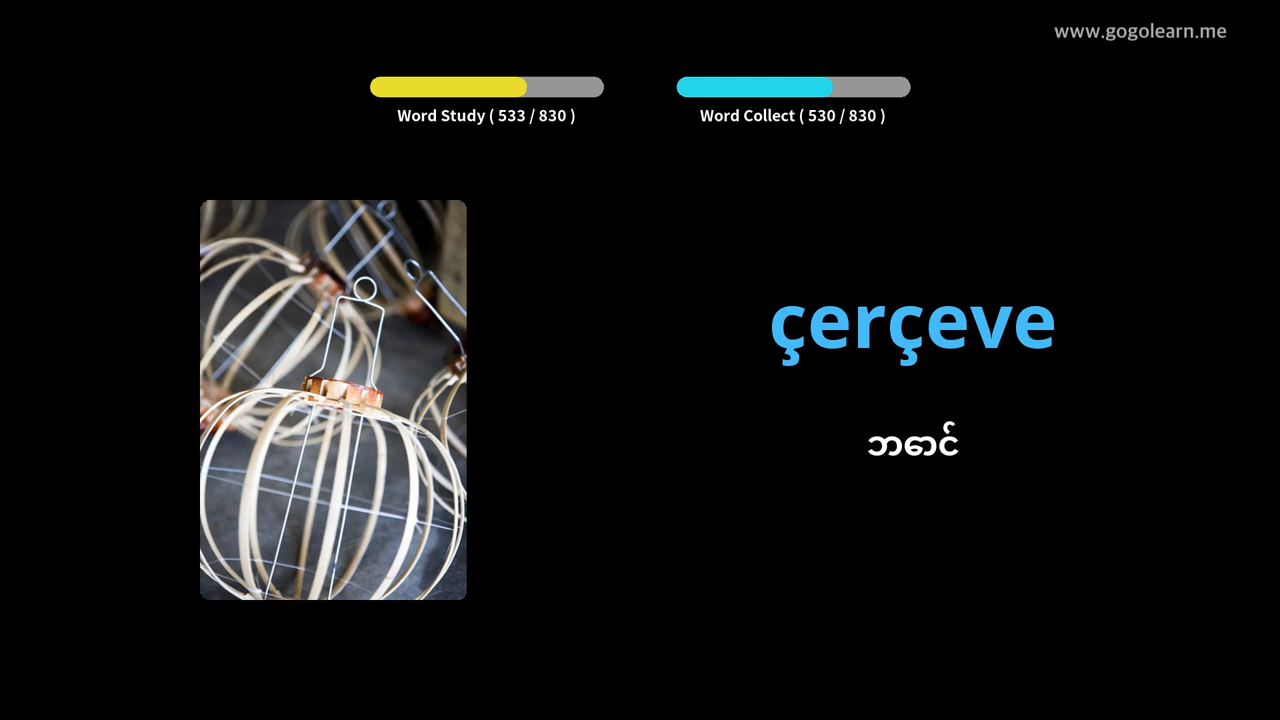 www.gogolearn.me
Word Study ( 533 / 830 )
Word Collect ( 530 / 830 )
çerçeve
ဘောင်